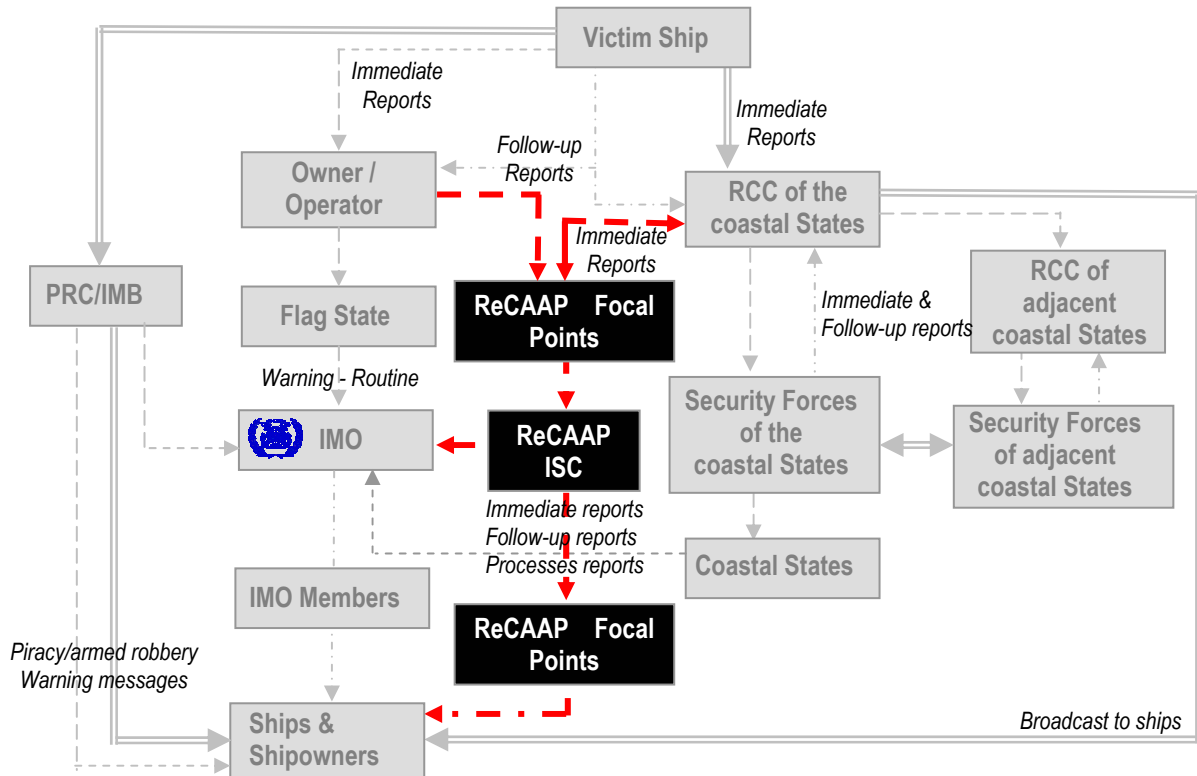 Victim Ship
Immediate
Reports
Immediate
Reports
Follow-up
Reports
Owner /
Operator
RCC of the
coastal States
Immediate
Reports
PRC/IMB
Flag State
ReCAAP Focal
Points
Immediate &
Follow-up reports
RCC of
adjacent
coastal States
Warning - Routine
IMO
ReCAAP
ISC
Security Forces
of the
coastal States
Security Forces
of adjacent
coastal States
Immediate reports
Follow-up reports
Processes reports
Coastal States
IMO Members
ReCAAP Focal
Points
Piracy/armed robbery
Warning messages
Ships &
Shipowners
Broadcast to ships